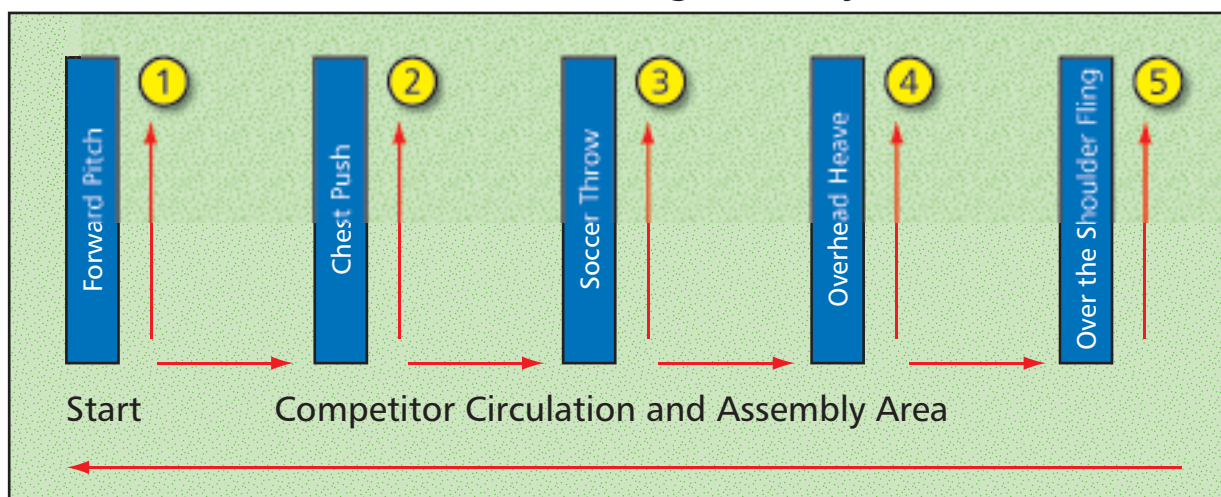 Forward Pitch
1
Chest Push
2
Soccer Throw
3
Overhead Heave
4
Over the Shoulder Fling
5
Start
Competitor Circulation and Assembly Area